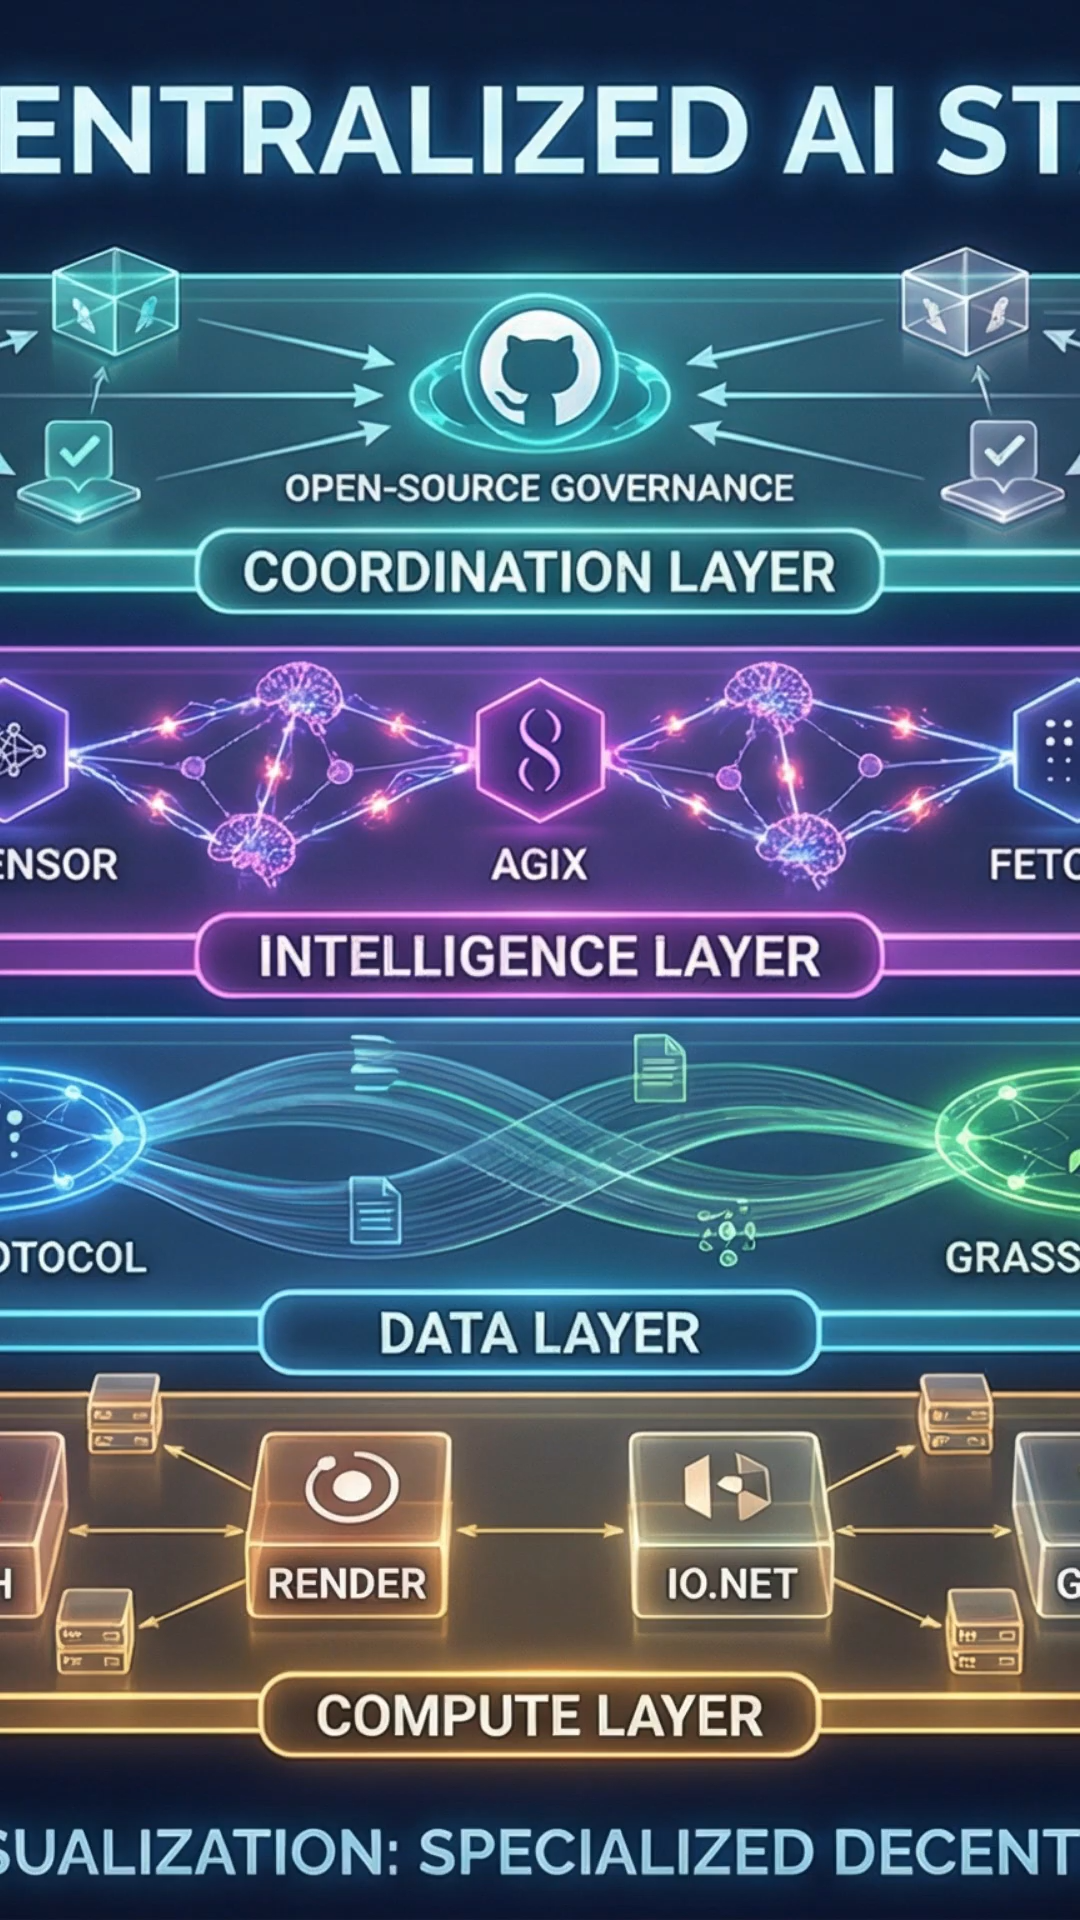 ENTRALIZED AI ST
OPEN-SOURCE GOVERNANCE
COORDINATION LAYER
ENSOR AGIX FETC
INTELLIGENCE LAYER
OTOCOL GRASS
DATA LAYER
H RENDER IO.NET G
COMPUTE LAYER
SUALIZATION: SPECIALIZED DECENT